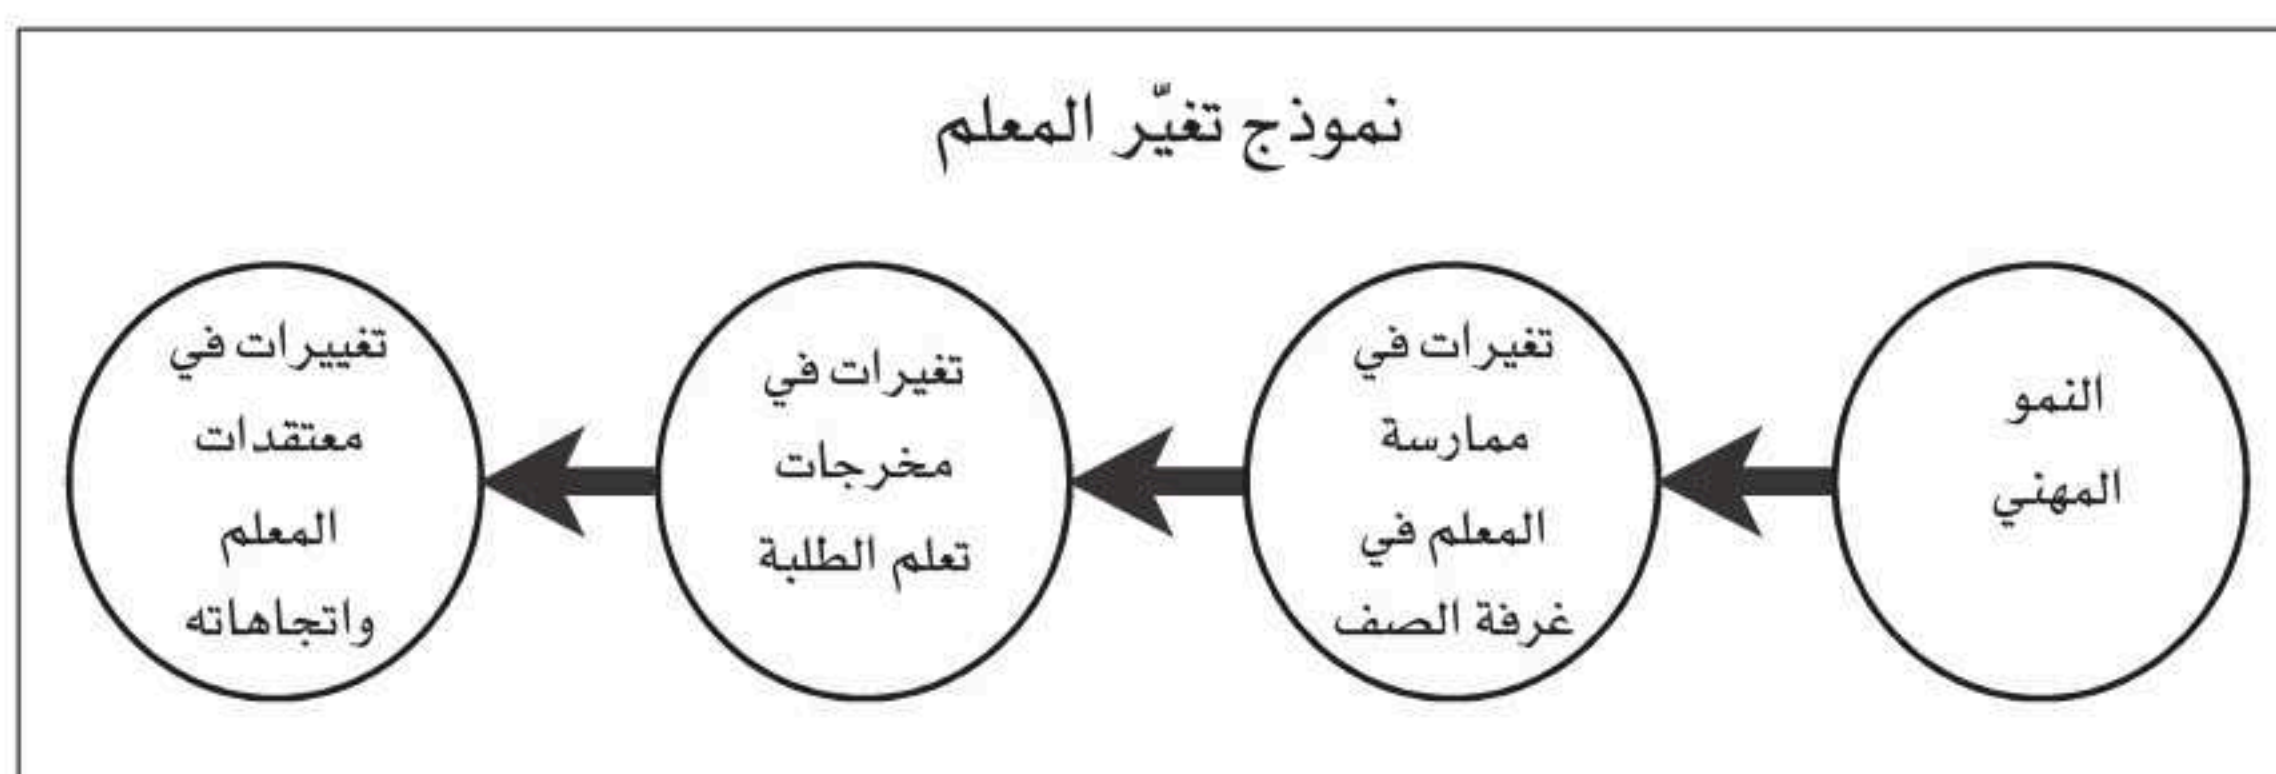 نموذج تغيّر المعلم
النمو
المهني
تغيرات في
ممارسة
المعلم في
غرفة الصف
تغيرات في
مخرجات
تعلم الطلبة
تغييرات في
معتقدات
المعلم
واتجاهاته